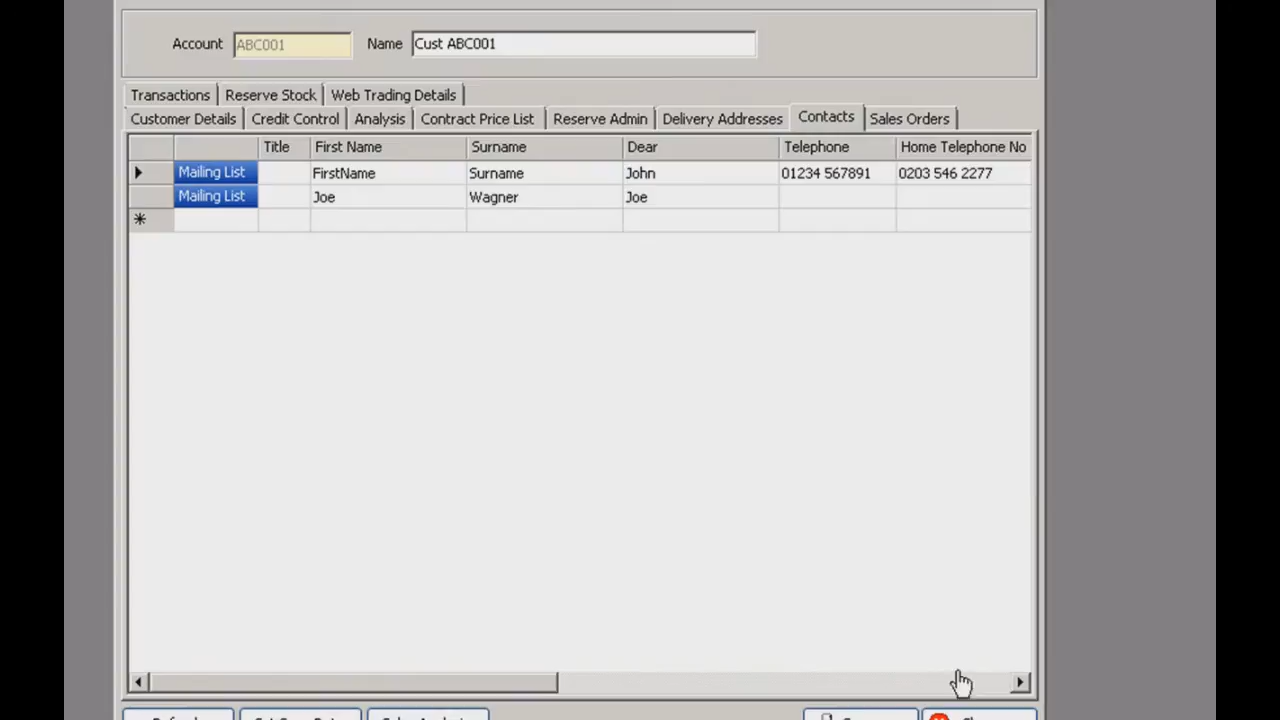 Account ABC001 Name Cust ABC001
Transactions Reserve Stock Web Trading Details
Customer Details Credit Control Analysis Contract Price List Reserve Admin Delivery Addresses Contacts Sales Orders
Title First Name Surname Dear Telephone Home Telephone No
Mailing List FirstName Surname John 01234 567891 0203 546 2277
Mailing List Joe Wagner Joe